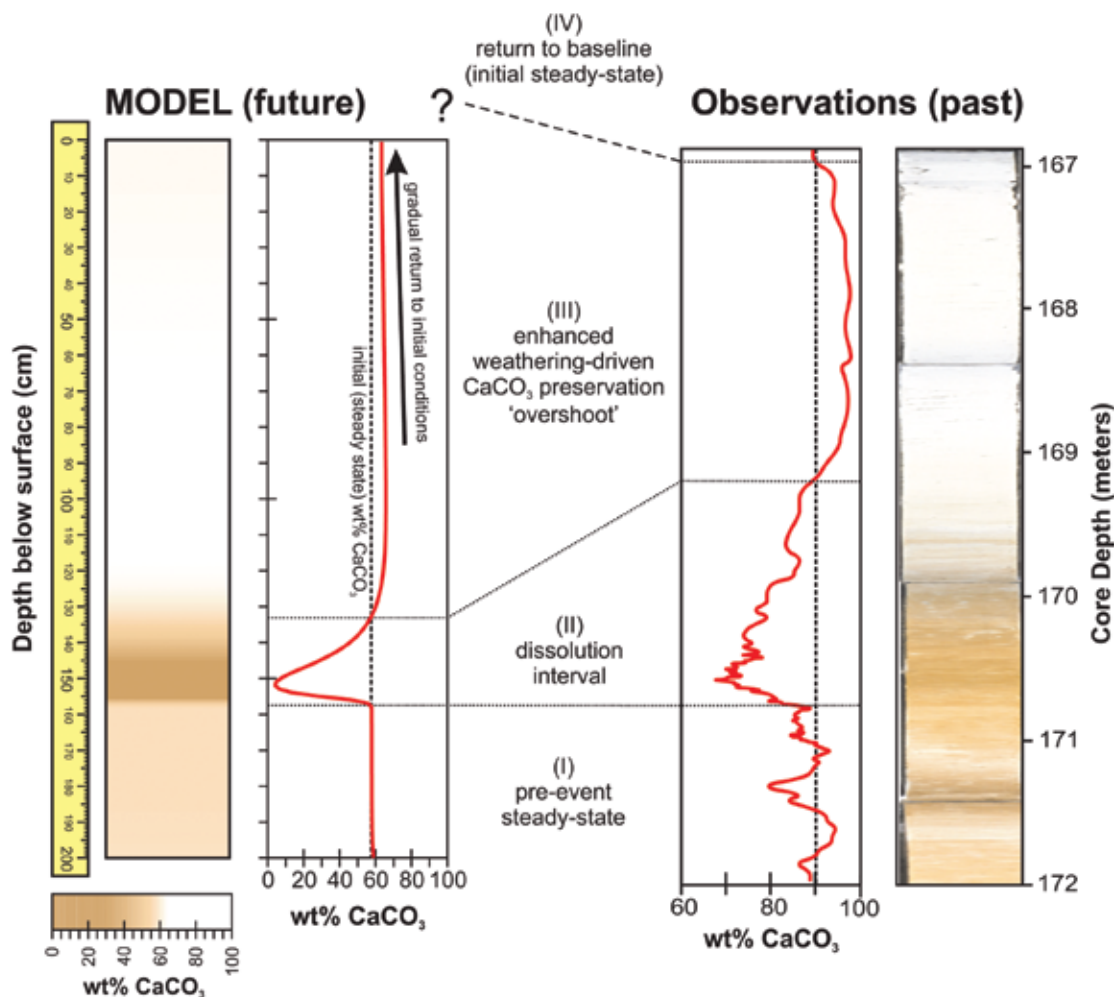 (IV)
return to baseline
(initial steady-state)
MODEL (future)
?
Observations (past)
Depth below surface (cm)
0
10
20
30
40
50
60
70
80
90
100
110
120
130
140
150
160
170
180
190
200
initial (steady state) wt% CaCO₃
gradual return to initial conditions
(III)
enhanced
weathering-driven
CaCO₃ preservation
‘overshoot’
(II)
dissolution
interval
(I)
pre-event
steady-state
167
168
169
170
171
172
Core Depth (meters)
0 20 40 60 80 100
wt% CaCO₃
60 80 100
wt% CaCO₃
0 20 40 60 80 100
wt% CaCO₃